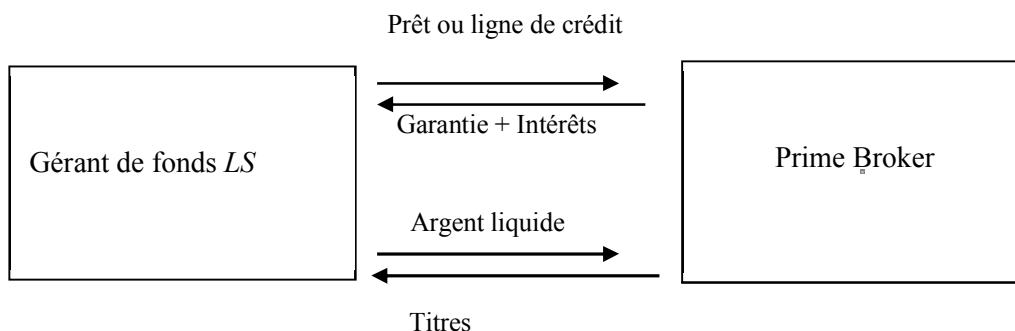 Prêt ou ligne de crédit
Garantie + Intérêts
Gérant de fonds LS
Prime Broker
Argent liquide
Titres